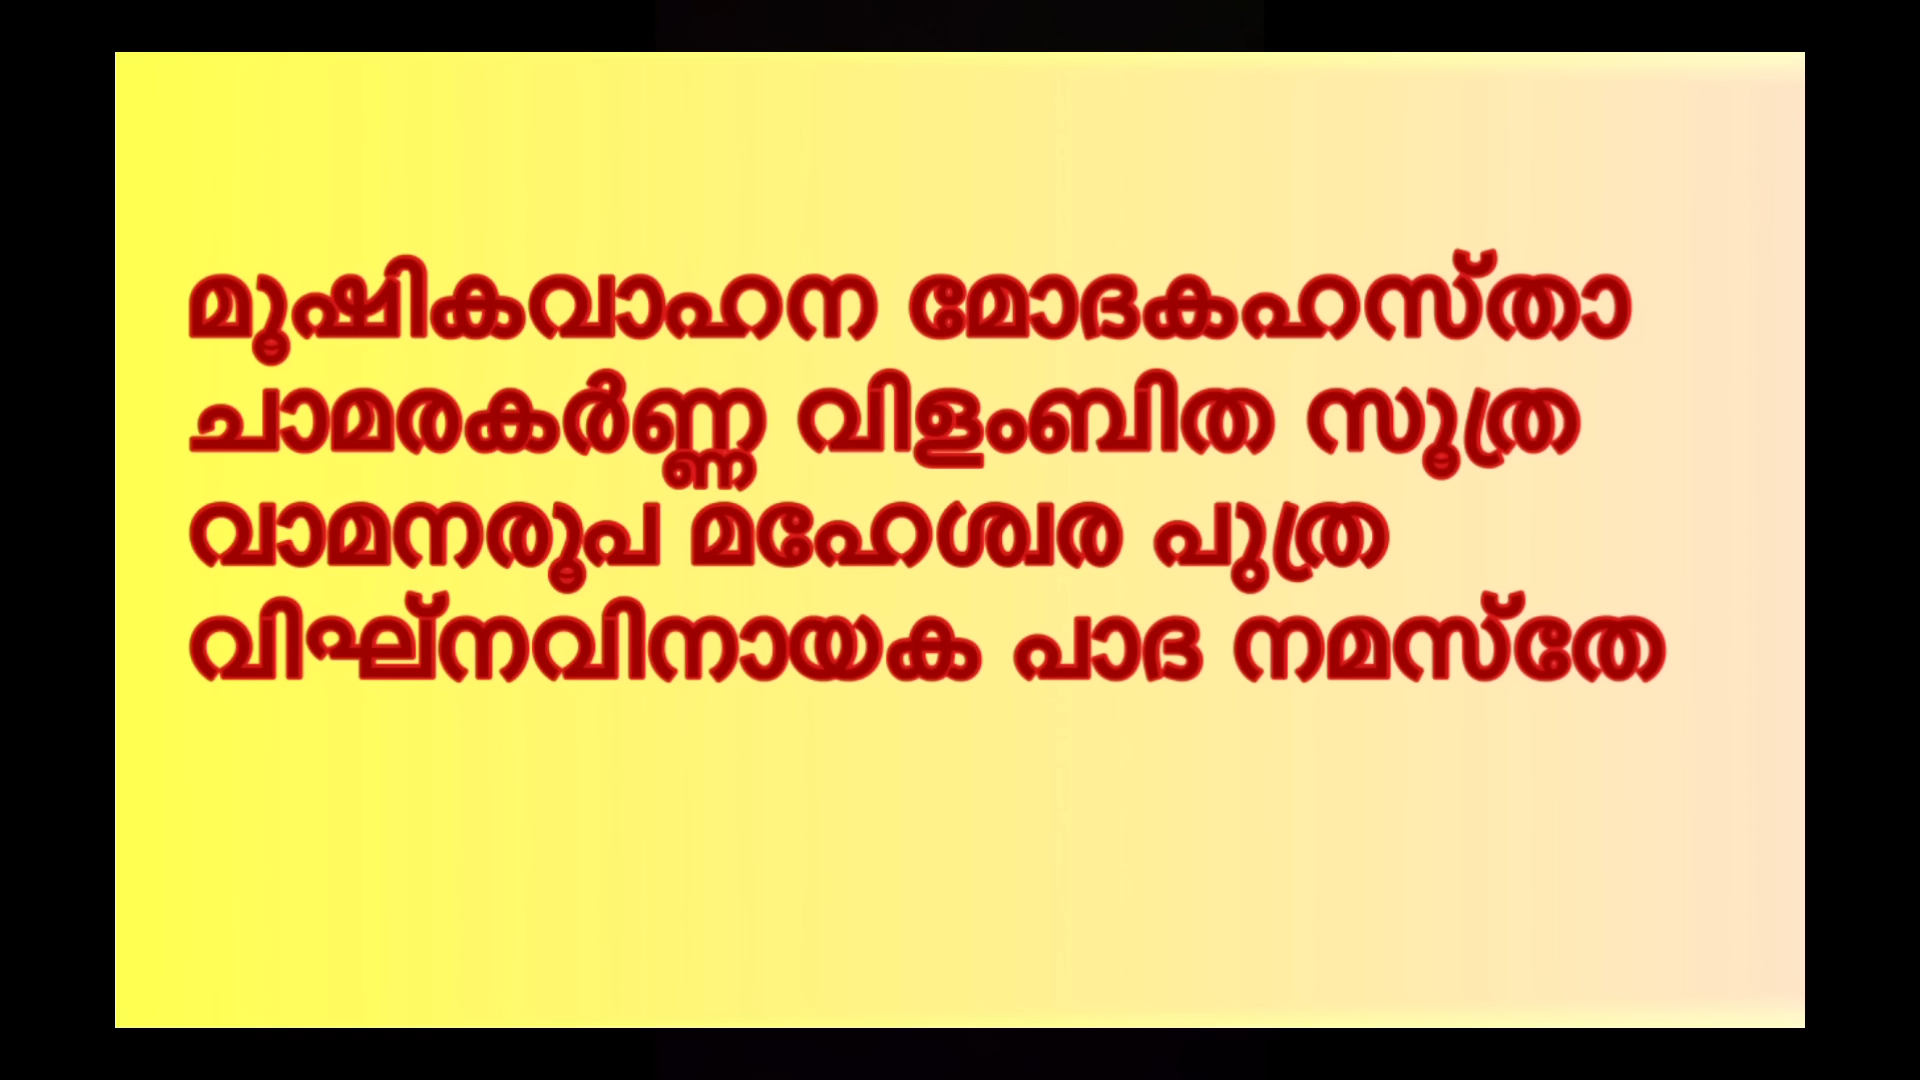 മൂഷികവാഹന മോദകഹസ്താ
ചാമരകർണ്ണ വിളംബിത സൂത്ര
വാമനരൂപ മഹേശ്വര പുത്ര
വിഘ്നവിനായക പാദ നമസ്തേ